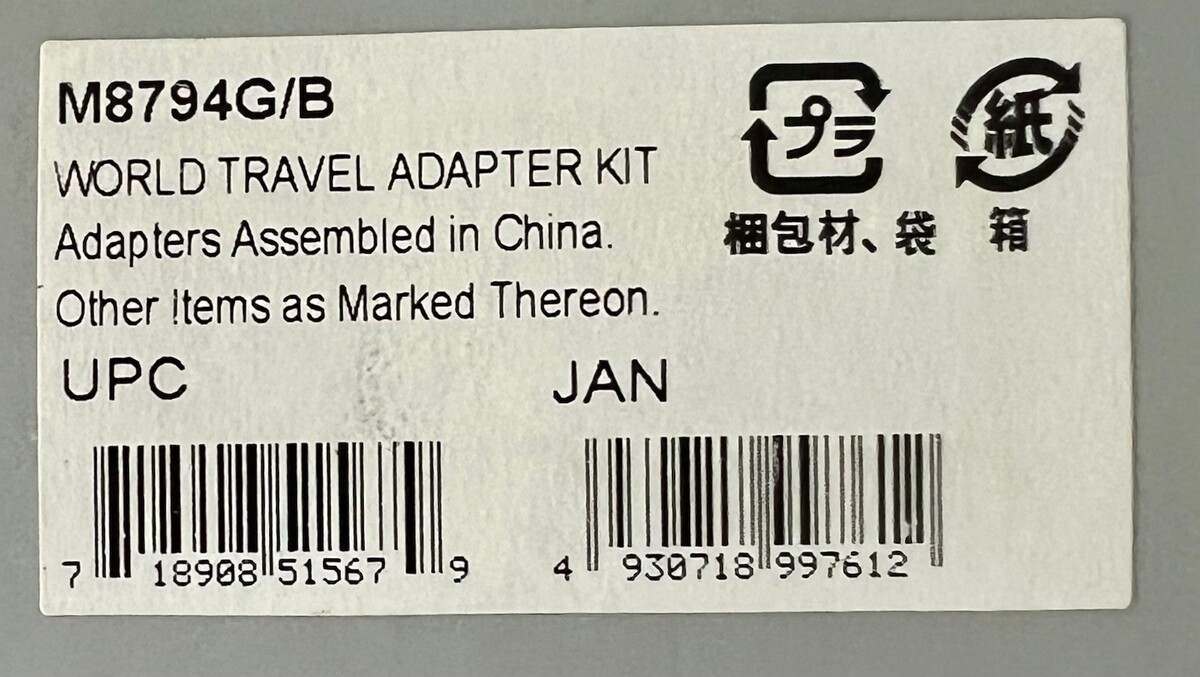 M8794G/B
WORLD TRAVEL ADAPTER KIT
Adapters Assembled in China.
Other Items as Marked Thereon.
プラ
紙
梱包材、袋
箱
UPC
7 18908 51567 9
JAN
4 930718 997612